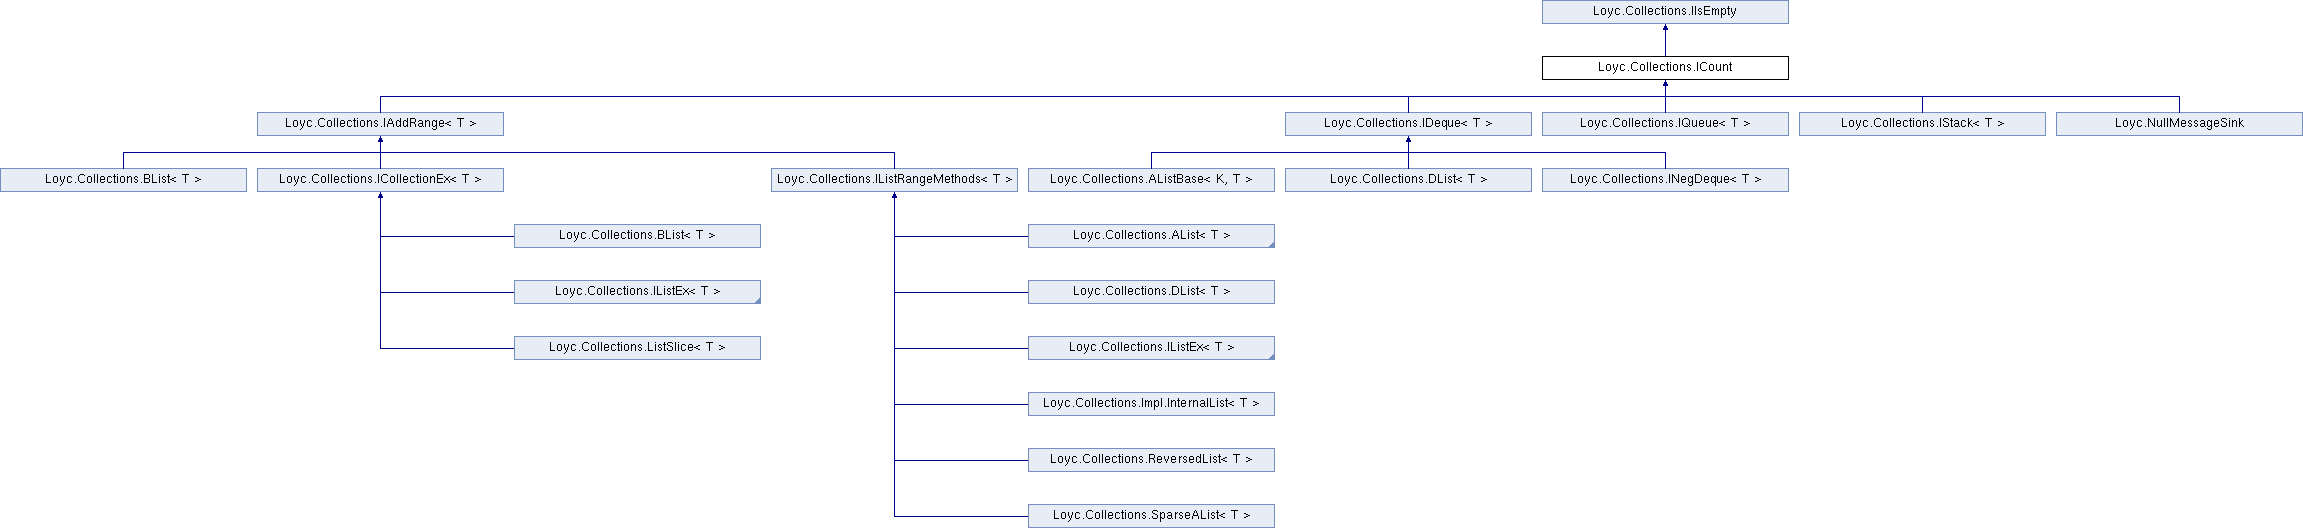 Loyc.Collections.IIsEmpty
Loyc.Collections.ICount
Loyc.Collections.IAddRange< T >
Loyc.Collections.IDeque< T >
Loyc.Collections.IQueue< T >
Loyc.Collections.IStack< T >
Loyc.NullMessageSink
Loyc.Collections.BList< T >
Loyc.Collections.ICollectionEx< T >
Loyc.Collections.IListRangeMethods< T >
Loyc.Collections.AListBase< K, T >
Loyc.Collections.DList< T >
Loyc.Collections.INegDeque< T >
Loyc.Collections.BList< T >
Loyc.Collections.AList< T >
Loyc.Collections.IListEx< T >
Loyc.Collections.DList< T >
Loyc.Collections.ListSlice< T >
Loyc.Collections.IListEx< T >
Loyc.Collections.Impl.InternalList< T >
Loyc.Collections.ReversedList< T >
Loyc.Collections.SparseAList< T >